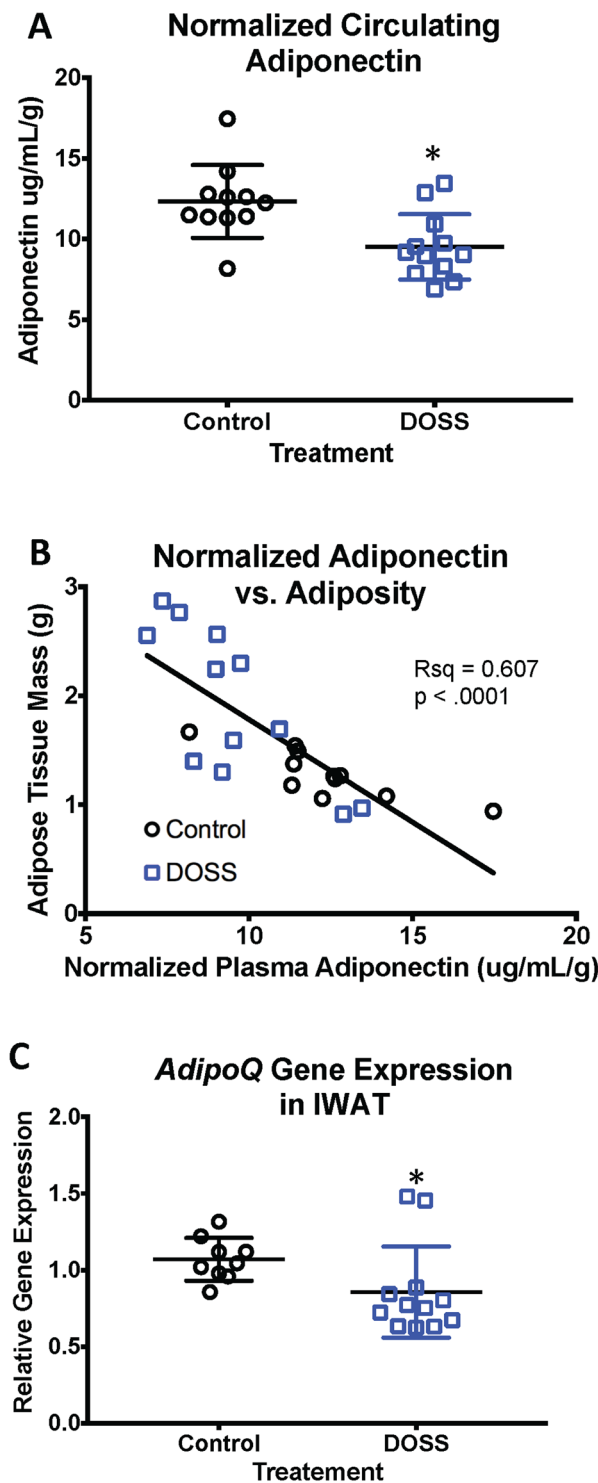 A
Normalized Circulating
Adiponectin
Adiponectin ug/mL/g
20
15
10
5
0
*
Control
DOSS
Treatment
B
Normalized Adiponectin
vs. Adiposity
Adipose Tissue Mass (g)
3
2
1
0
Rsq = 0.607
p < .0001
Control
DOSS
5
10
15
20
Normalized Plasma Adiponectin (ug/mL/g)
C
AdipoQ Gene Expression
in IWAT
Relative Gene Expression
2.0
1.5
1.0
0.5
0.0
*
Control
DOSS
Treatement